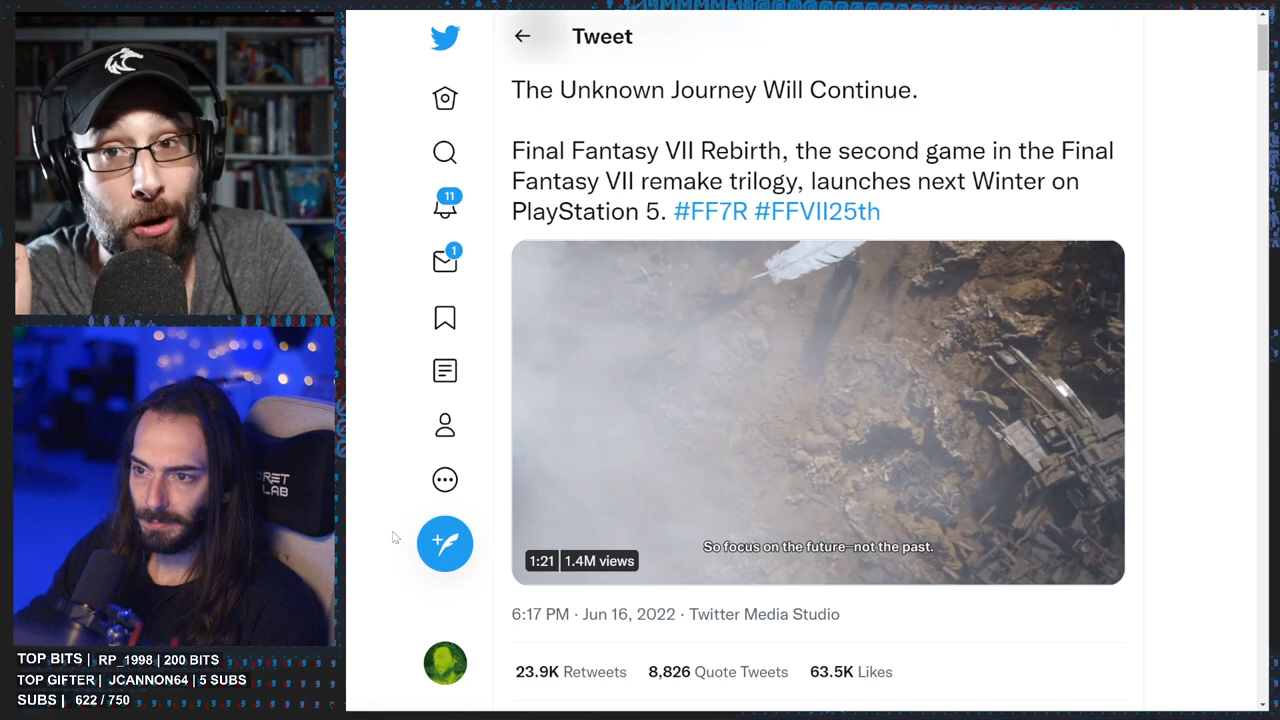 Tweet
The Unknown Journey Will Continue.
Final Fantasy VII Rebirth, the second game in the Final
Fantasy VII remake trilogy, launches next Winter on
PlayStation 5. #FF7R #FFVII25th
11
1
So focus on the future—not the past.
1:21 1.4M views
6:17 PM · Jun 16, 2022 · Twitter Media Studio
23.9K Retweets 8,826 Quote Tweets 63.5K Likes
RET
LAB
TOP BITS | RP_1998 | 200 BITS
TOP GIFTER | JCANNON64 | 5 SUBS
SUBS | 622 / 750